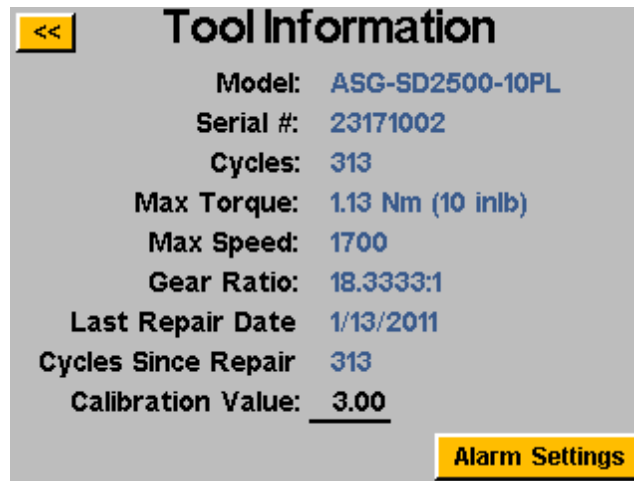 << Tool Information
Model: ASG-SD2500-10PL
Serial #: 23171002
Cycles: 313
Max Torque: 1.13 Nm (10 inlb)
Max Speed: 1700
Gear Ratio: 18.3333:1
Last Repair Date 1/13/2011
Cycles Since Repair 313
Calibration Value: 3.00
Alarm Settings